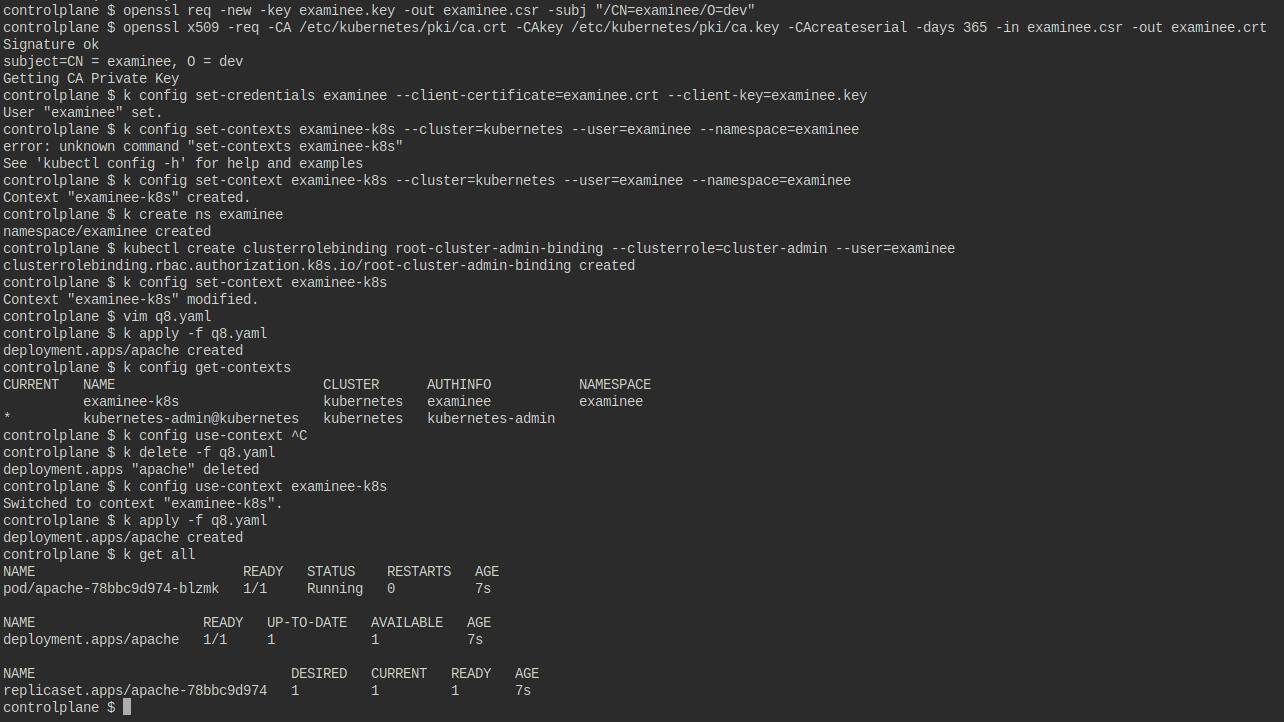 controlplane $ openssl req -new -key examinee.key -out examinee.csr -subj "/CN=examinee/O=dev"
controlplane $ openssl x509 -req -CA /etc/kubernetes/pki/ca.crt -CAkey /etc/kubernetes/pki/ca.key -CAcreateserial -days 365 -in examinee.csr -out examinee.crt
Signature ok
subject=CN = examinee, O = dev
Getting CA Private Key
controlplane $ k config set-credentials examinee --client-certificate=examinee.crt --client-key=examinee.key
User "examinee" set.
controlplane $ k config set-contexts examinee-k8s --cluster=kubernetes --user=examinee --namespace=examinee
error: unknown command "set-contexts examinee-k8s"
See 'kubectl config -h' for help and examples
controlplane $ k config set-context examinee-k8s --cluster=kubernetes --user=examinee --namespace=examinee
Context "examinee-k8s" created.
controlplane $ k create ns examinee
namespace/examinee created
controlplane $ kubectl create clusterrolebinding root-cluster-admin-binding --clusterrole=cluster-admin --user=examinee
clusterrolebinding.rbac.authorization.k8s.io/root-cluster-admin-binding created
controlplane $ k config set-context examinee-k8s
Context "examinee-k8s" modified.
controlplane $ vim q8.yaml
controlplane $ k apply -f q8.yaml
deployment.apps/apache created
controlplane $ k config get-contexts
CURRENT   NAME                          CLUSTER      AUTHINFO           NAMESPACE
          examinee-k8s                  kubernetes   examinee           examinee
*         kubernetes-admin@kubernetes   kubernetes   kubernetes-admin
controlplane $ k config use-context ^C
controlplane $ k delete -f q8.yaml
deployment.apps "apache" deleted
controlplane $ k config use-context examinee-k8s
Switched to context "examinee-k8s".
controlplane $ k apply -f q8.yaml
deployment.apps/apache created
controlplane $ k get all
NAME                          READY   STATUS    RESTARTS   AGE
pod/apache-78bbc9d974-blzmk   1/1     Running   0          7s

NAME                     READY   UP-TO-DATE   AVAILABLE   AGE
deployment.apps/apache   1/1     1            1           7s

NAME                                DESIRED   CURRENT   READY   AGE
replicaset.apps/apache-78bbc9d974   1         1         1       7s
controlplane $